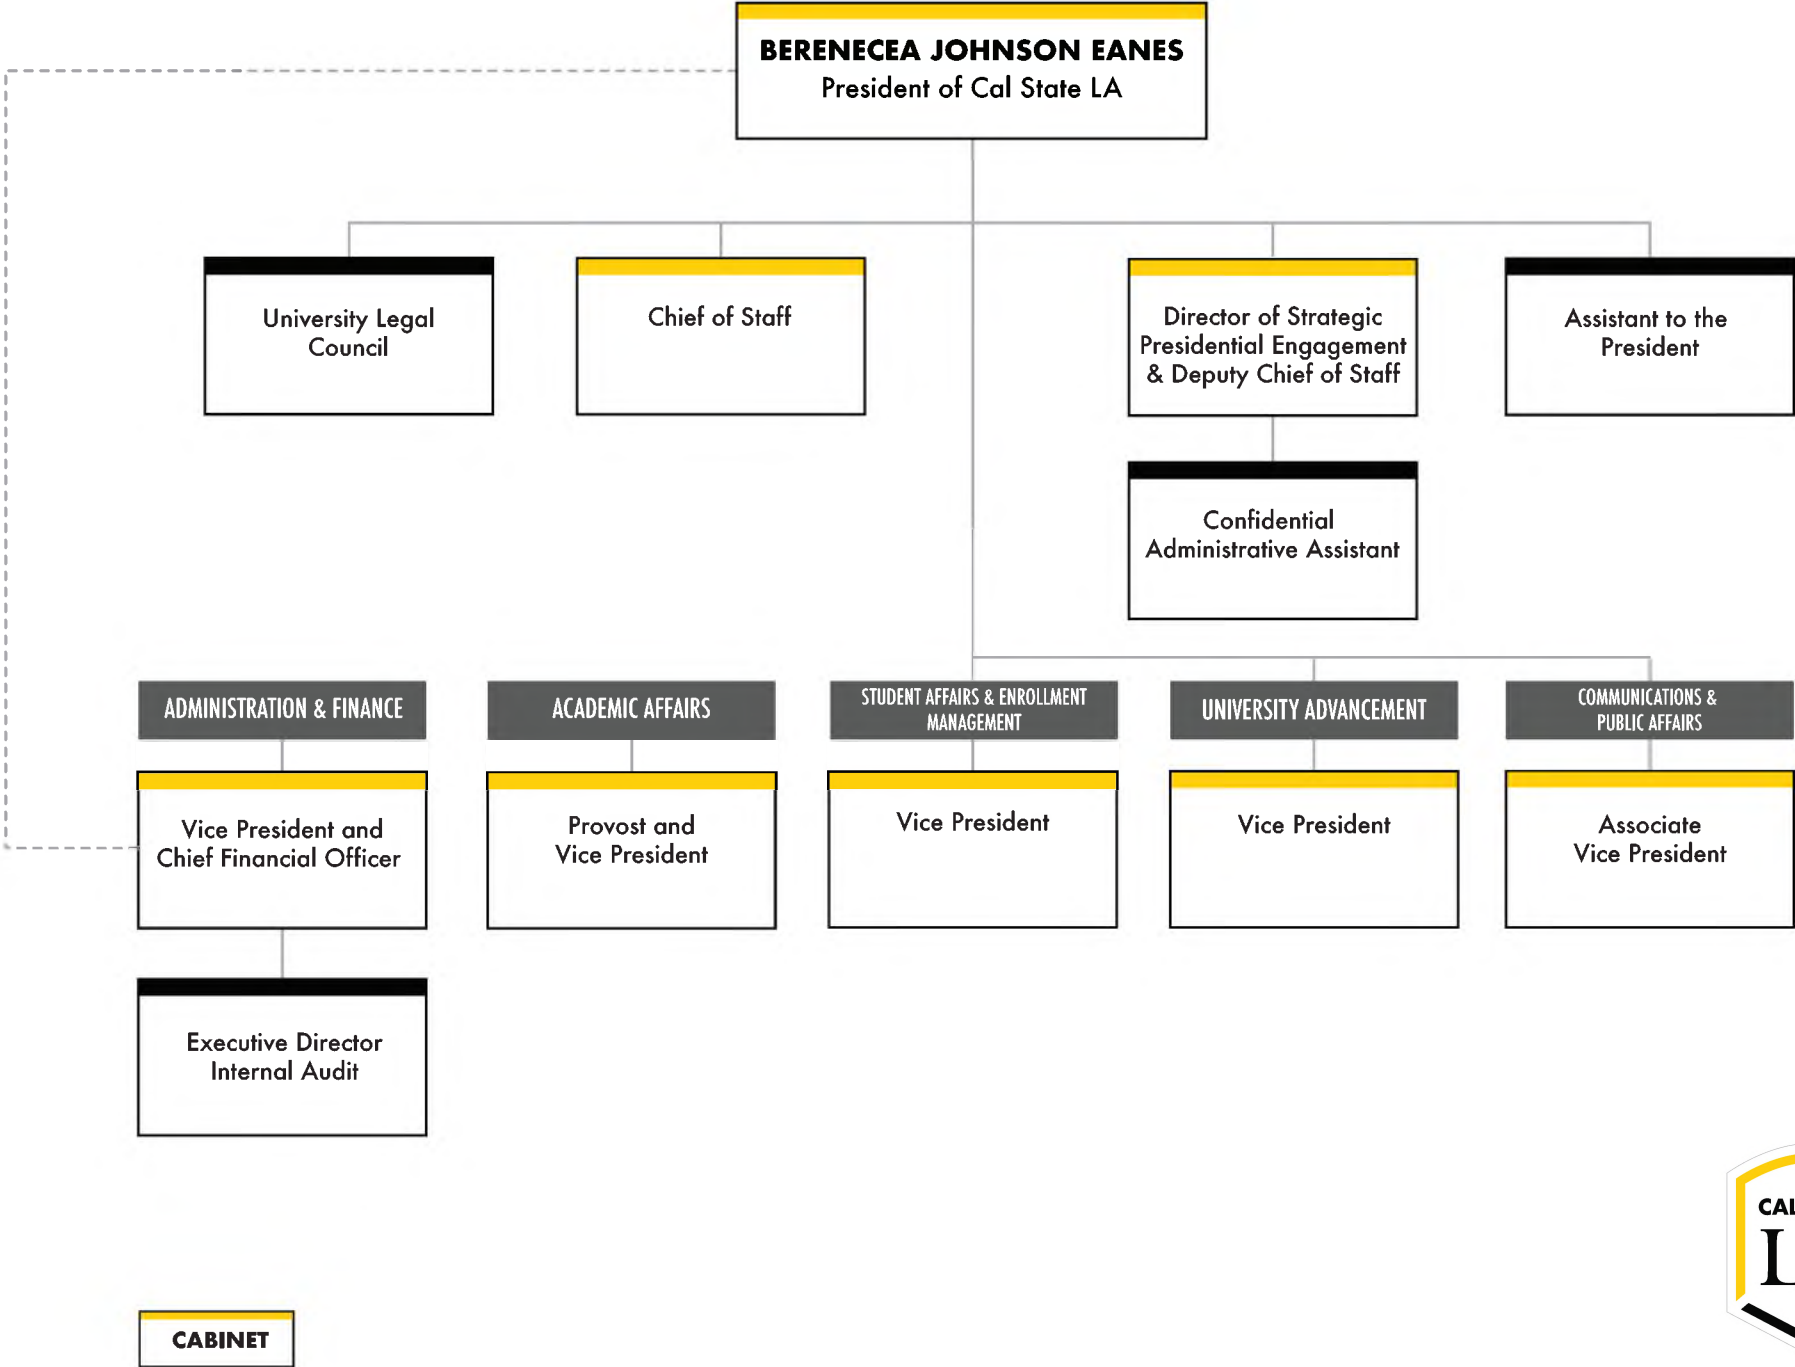 BERENECEA JOHNSON EANES
President of Cal State LA
University Legal
Council
Chief of Staff
Director of Strategic
Presidential Engagement
& Deputy Chief of Staff
Assistant to the
President
Confidential
Administrative Assistant
ADMINISTRATION & FINANCE
ACADEMIC AFFAIRS
STUDENT AFFAIRS & ENROLLMENT
MANAGEMENT
UNIVERSITY ADVANCEMENT
COMMUNICATIONS &
PUBLIC AFFAIRS
Vice President and
Chief Financial Officer
Provost and
Vice President
Vice President
Vice President
Associate
Vice President
Executive Director
Internal Audit
CAL
L
CABINET